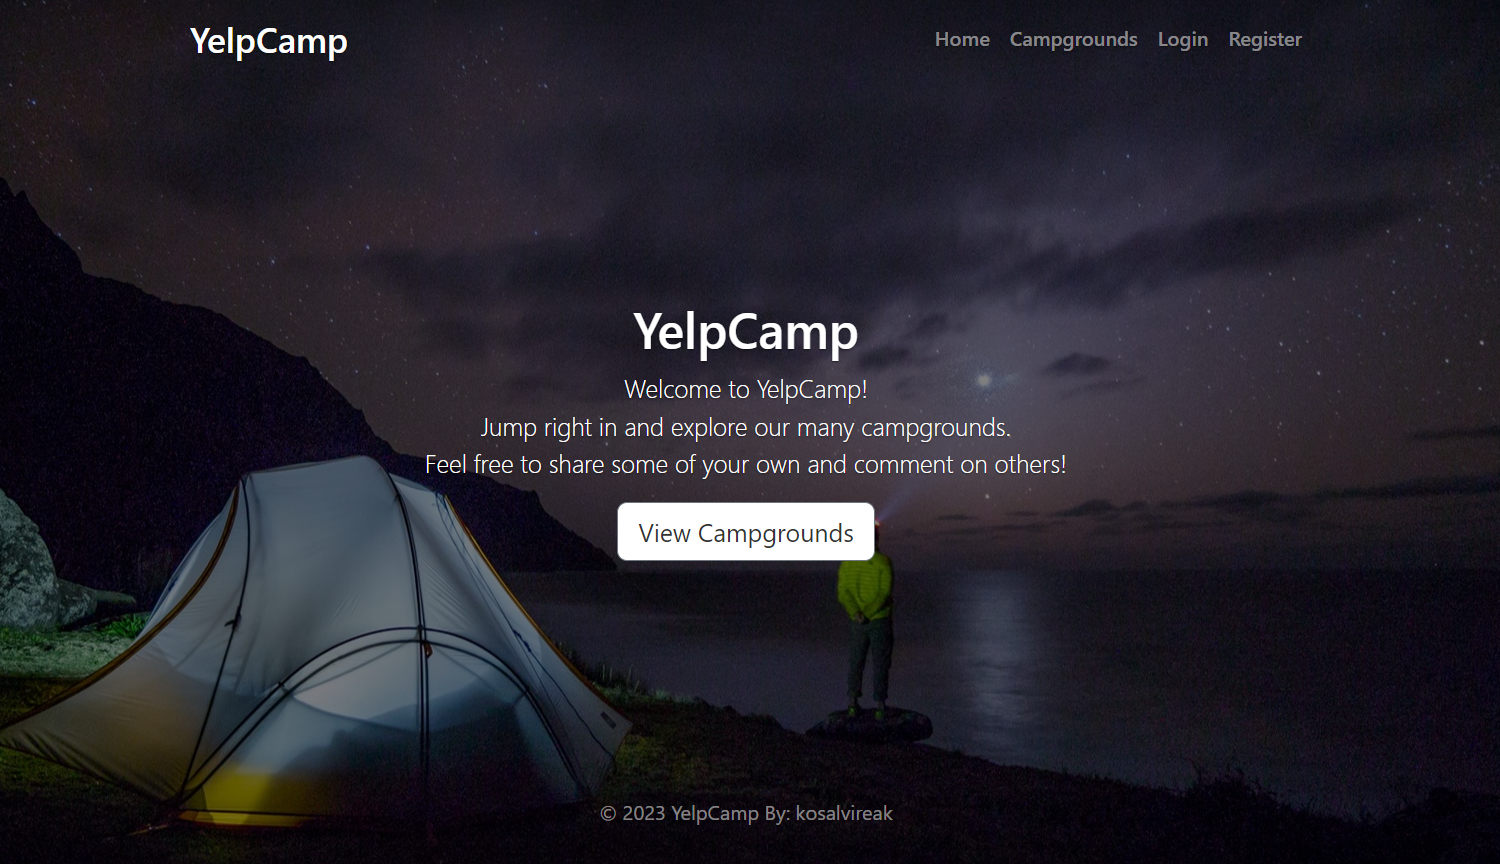 YelpCamp
Home Campgrounds Login Register
YelpCamp
Welcome to YelpCamp!
Jump right in and explore our many campgrounds.
Feel free to share some of your own and comment on others!
View Campgrounds
© 2023 YelpCamp By: kosalvireak